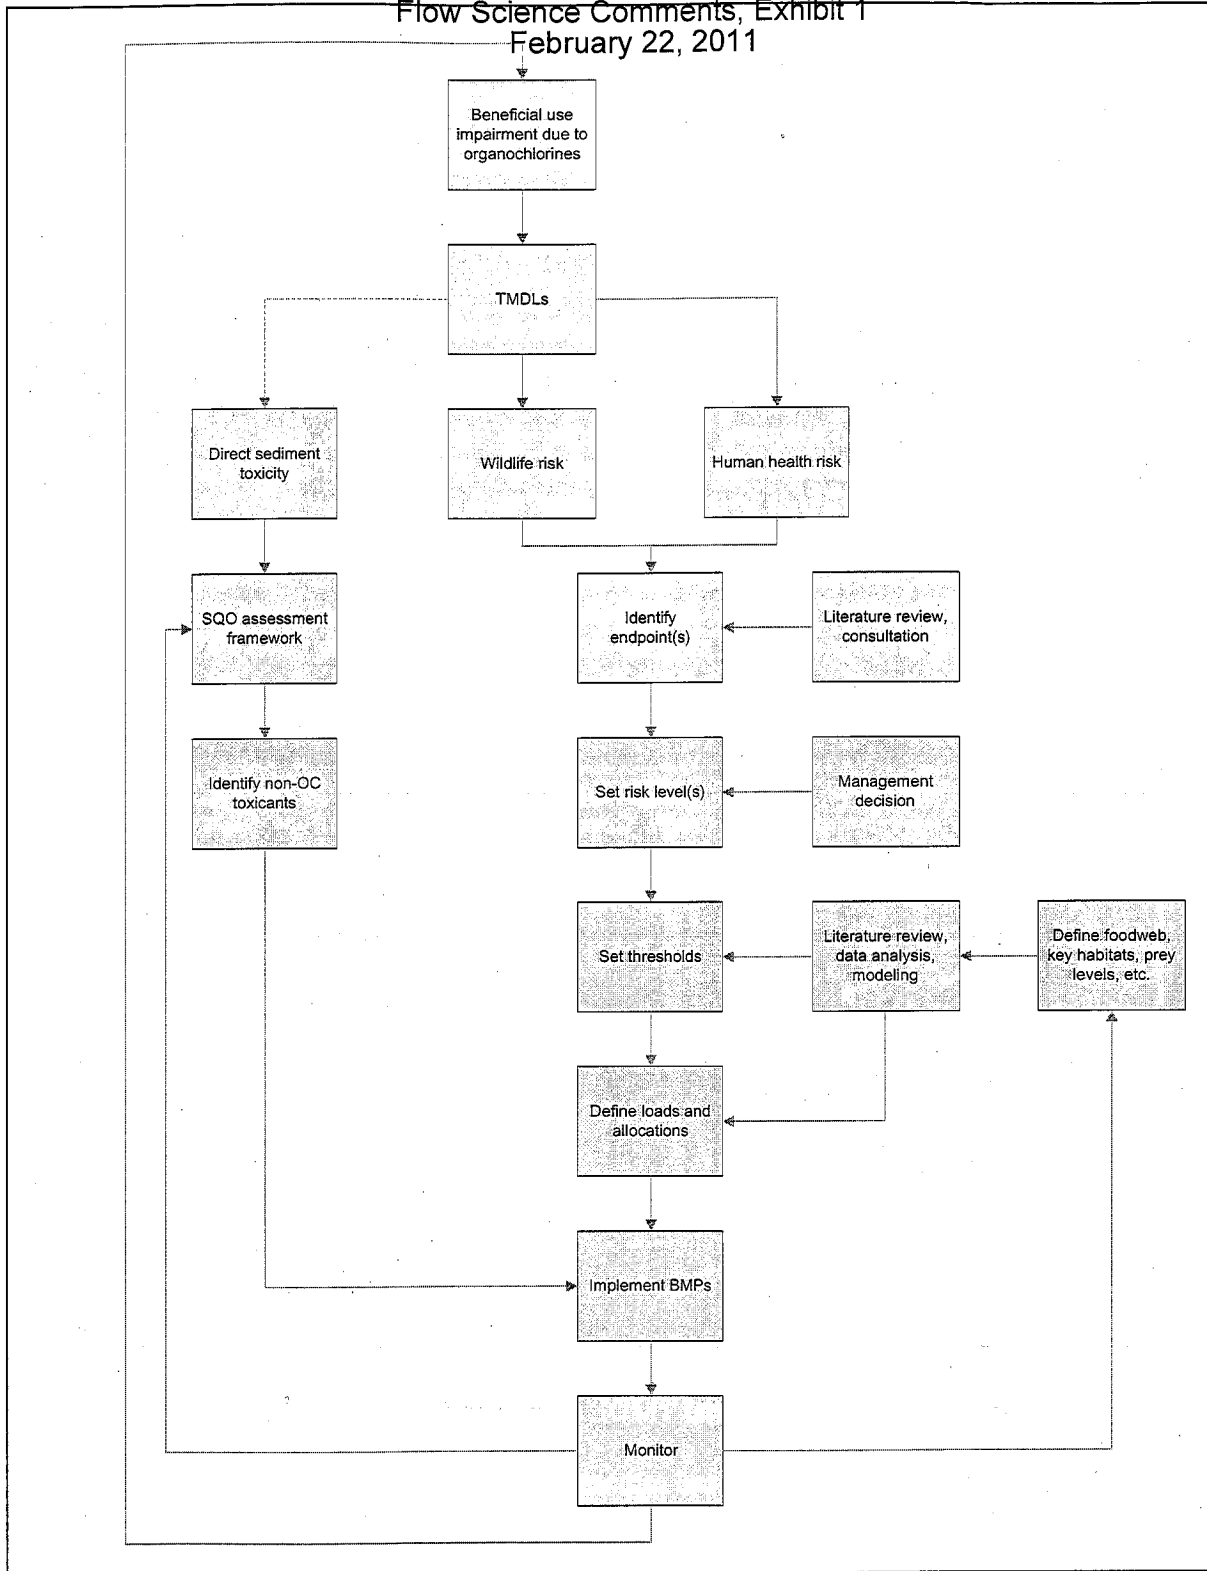 Flow Science Comments, Exhibit 1
February 22, 2011
Beneficial use
impairment due to
organochlorines
TMDLs
Direct sediment
toxicity
Wildlife risk
Human health risk
SQO assessment
framework
Identify
endpoint(s)
Literature review,
consultation
Identify non-OC
toxicants
Set risk level(s)
Management
decision
Set thresholds
Literature review,
data analysis,
modeling
Define foodweb,
key habitats, prey
levels, etc.
Define loads and
allocations
Implement BMPs
Monitor